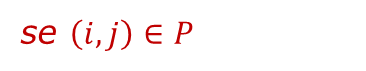 se (i, j) ∈ P